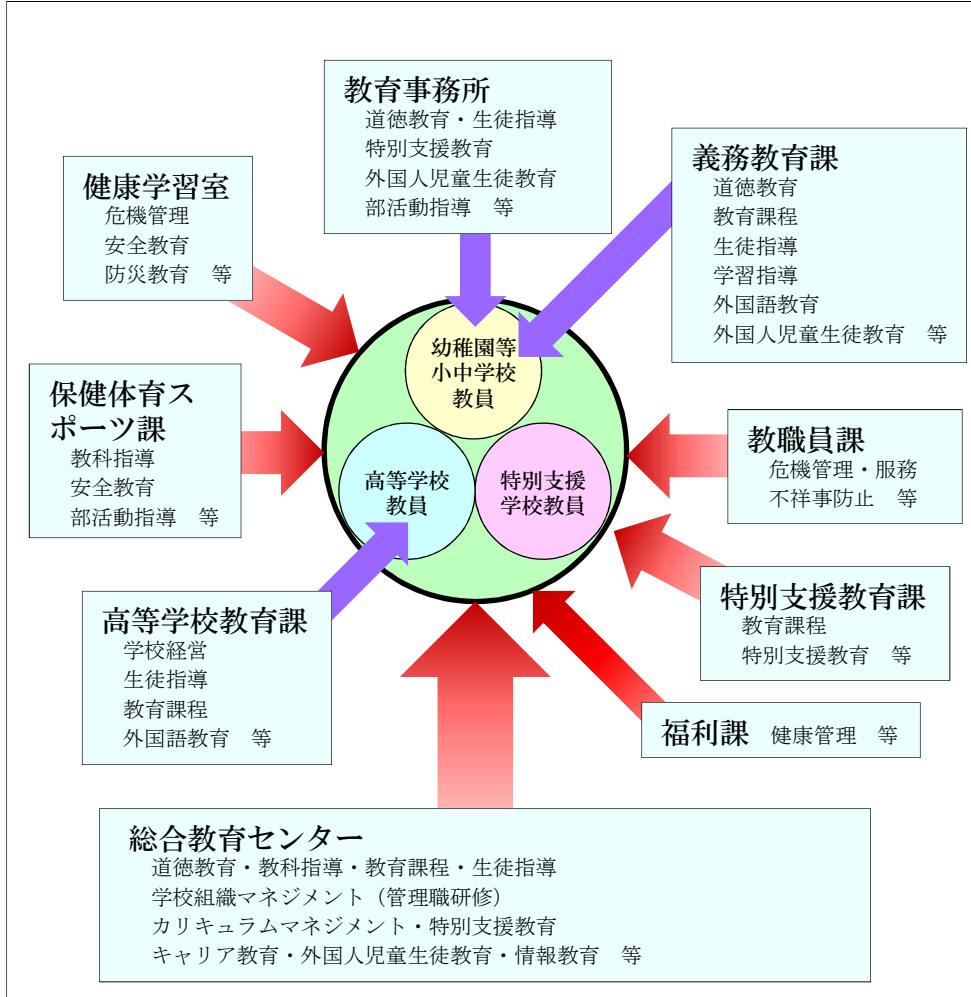 教育事務所
道徳教育・生徒指導
特別支援教育
外国人児童生徒教育
部活動指導　等
義務教育課
道徳教育
教育課程
生徒指導
学習指導
外国語教育
外国人児童生徒教育　等
健康学習室
危機管理
安全教育
防災教育　等
幼稚園等
小中学校
教員
保健体育ス
ポーツ課
教科指導
安全教育
部活動指導　等
高等学校
教員
特別支援
学校教員
教職員課
危機管理・服務
不祥事防止　等
高等学校教育課
学校経営
生徒指導
教育課程
外国語教育　等
特別支援教育課
教育課程
特別支援教育　等
福利課　健康管理　等
総合教育センター
道徳教育・教科指導・教育課程・生徒指導
学校組織マネジメント（管理職研修）
カリキュラムマネジメント・特別支援教育
キャリア教育・外国人児童生徒教育・情報教育　等